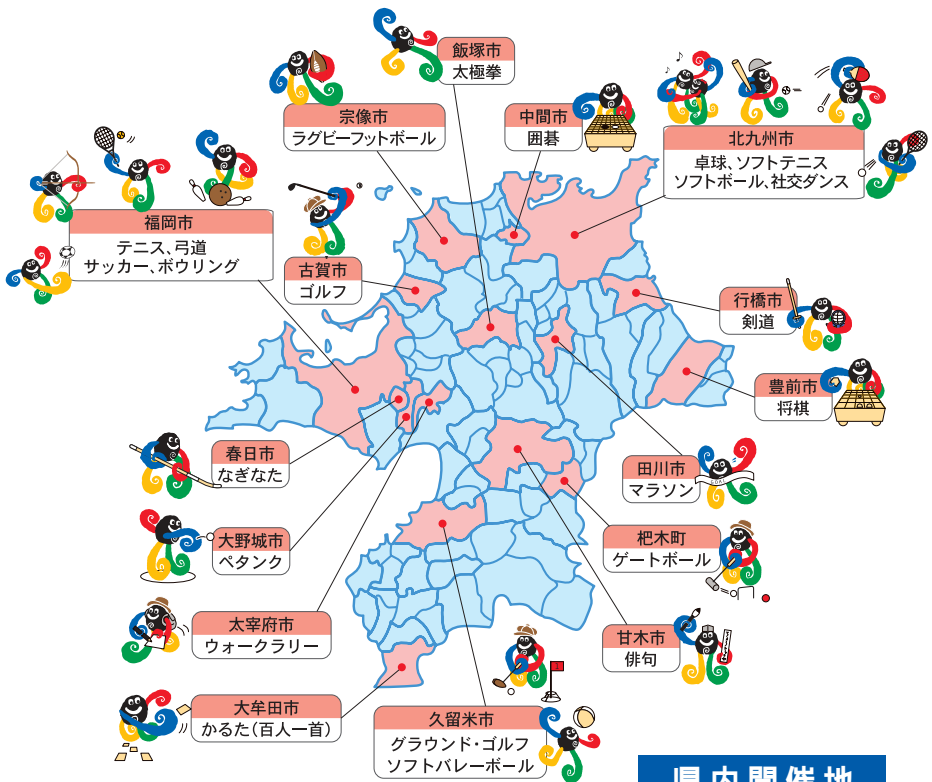 飯塚市
太極拳
宗像市
ラグビーフットボール
中間市
囲碁
北九州市
卓球、ソフトテニス
ソフトボール、社交ダンス
福岡市
テニス、弓道
サッカー、ボウリング
古賀市
ゴルフ
行橋市
剣道
豊前市
将棋
春日市
なぎなた
田川市
マラソン
大野城市
ペタンク
杷木町
ゲートボール
太宰府市
ウォークラリー
甘木市
俳句
大牟田市
かるた(百人一首)
久留米市
グラウンド・ゴルフ
ソフトバレーボール
県内開催地